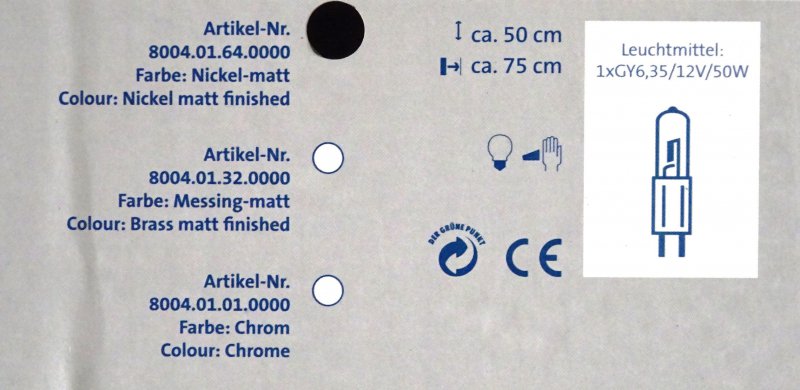 Artikel-Nr.
8004.01.64.0000
Farbe: Nickel-matt
Colour: Nickel matt finished
Artikel-Nr.
8004.01.32.0000
Farbe: Messing-matt
Colour: Brass matt finished
Artikel-Nr.
8004.01.01.0000
Farbe: Chrom
Colour: Chrome
ca. 50 cm
ca. 75 cm
DER GRÜNE PUNKT
CE
Leuchtmittel:
1xGY6,35/12V/50W